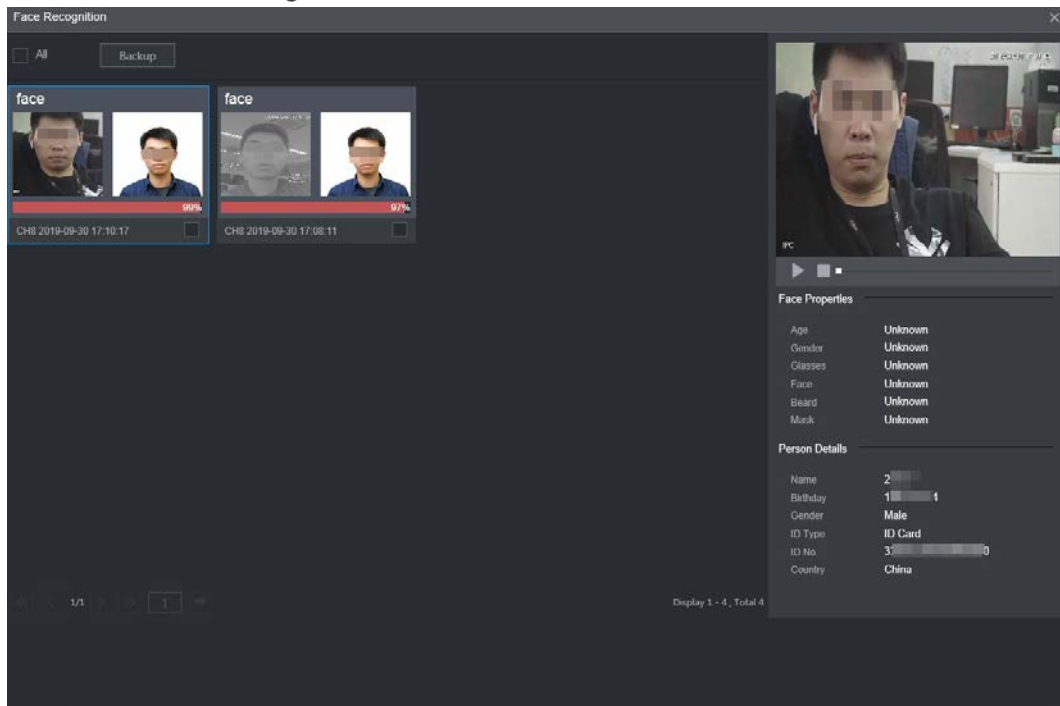 Face Recognition
All
Backup
face
face
99%
97%
CH8 2019-09-30 17:10:17
CH8 2019-09-30 17:08:11
IPC
Face Properties
Age Unknown
Gender Unknown
Glasses Unknown
Face Unknown
Beard Unknown
Mask Unknown
Person Details
Name 2
Birthday 1
Gender Male
ID Type ID Card
ID No. 3
Country China
1/1
1
Display 1 - 4, Total 4